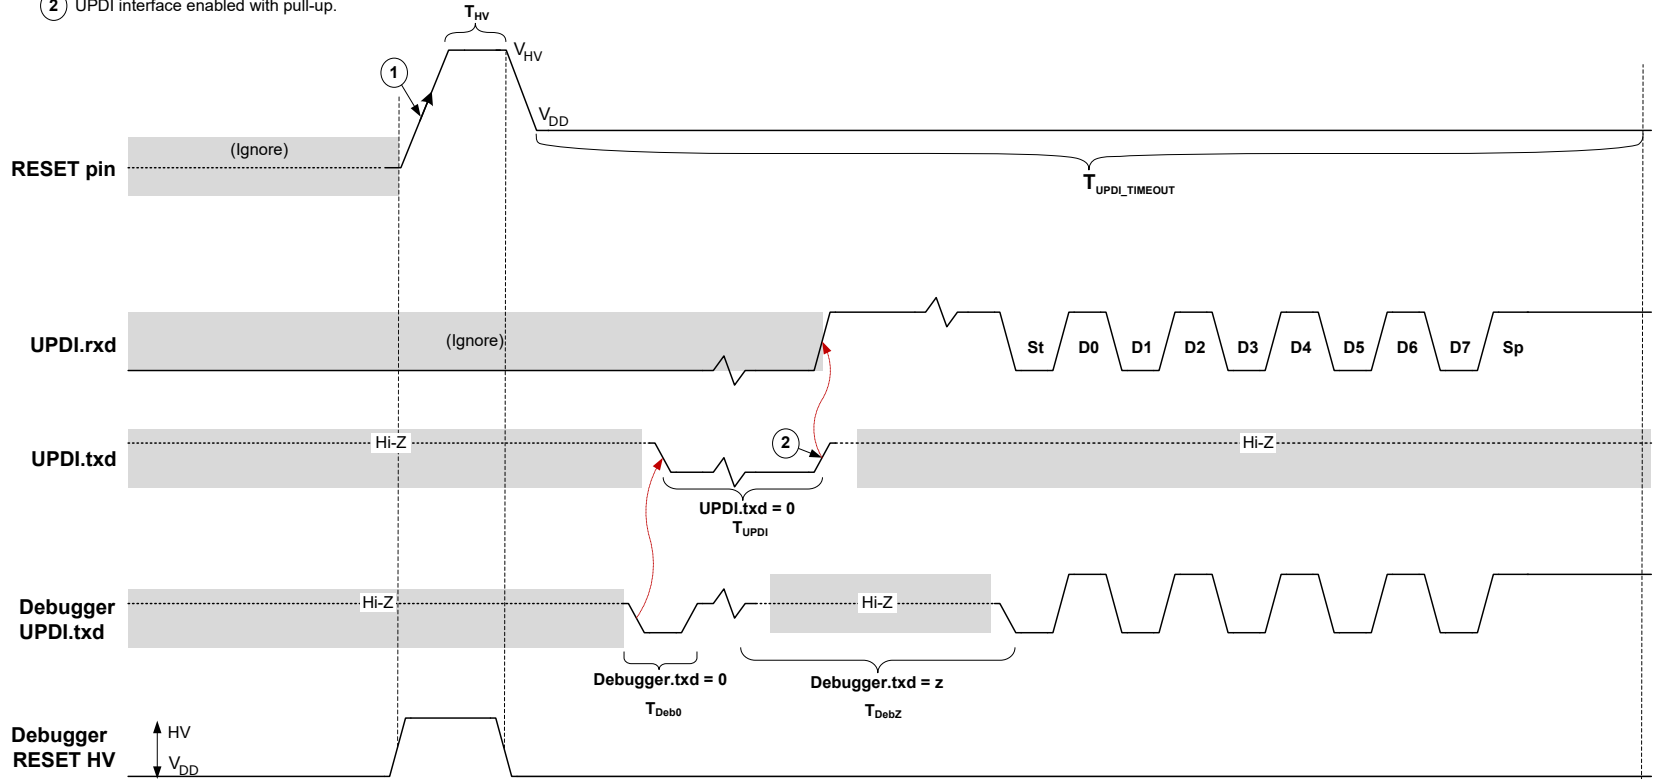 2 UPDI interface enabled with pull-up.
THV
VHV
1
VDD
(Ignore)
RESET pin
TUPDI_TIMEOUT
UPDI.rxd
(Ignore)
St D0 D1 D2 D3 D4 D5 D6 D7 Sp
UPDI.txd
Hi-Z
2
Hi-Z
UPDI.txd = 0
TUPDI
Debugger
UPDI.txd
Hi-Z
Hi-Z
Debugger.txd = 0
TDeb0
Debugger.txd = z
TDebZ
Debugger
RESET HV
HV
VDD